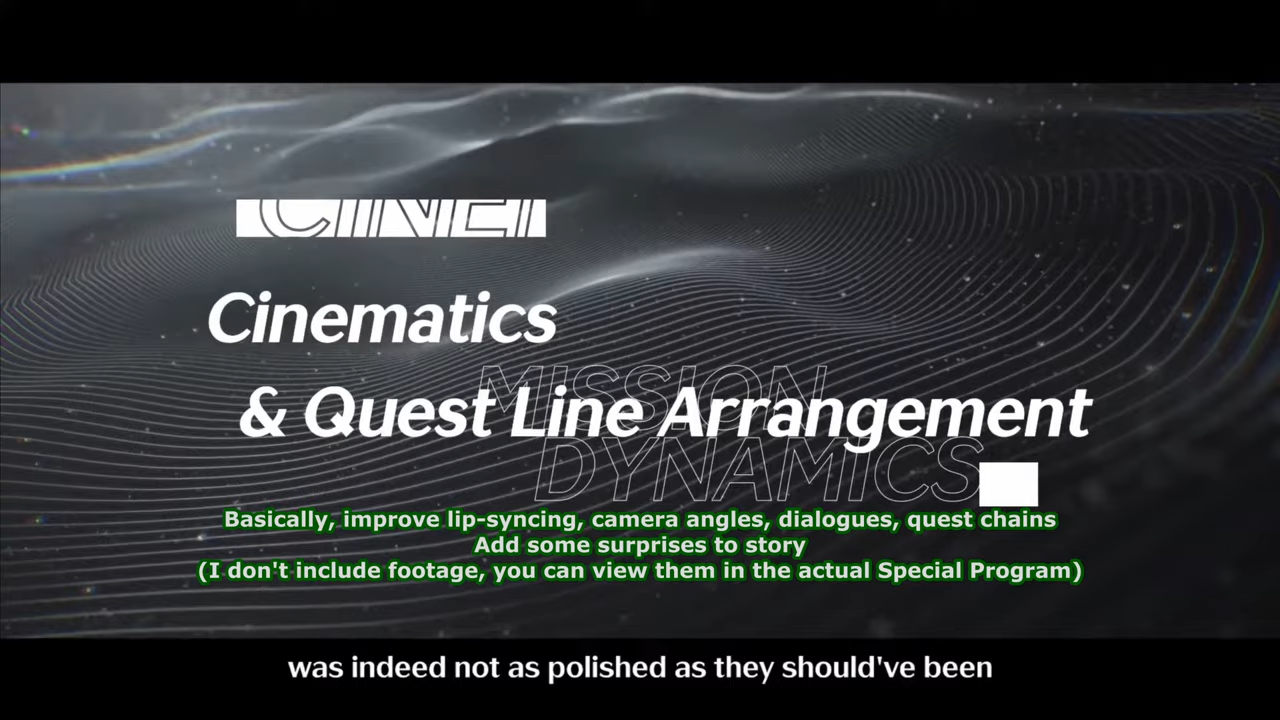 CINE
Cinematics
MISSION
& Quest Line Arrangement
DYNAMICS
Basically, improve lip-syncing, camera angles, dialogues, quest chains
Add some surprises to story
(I don't include footage, you can view them in the actual Special Program)
was indeed not as polished as they should've been